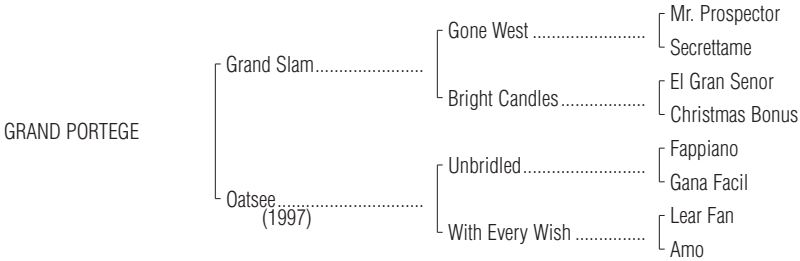 Mr. Prospector
Gone West ........................
Secrettame
Grand Slam.......................
El Gran Senor
Bright Candles..................
Christmas Bonus
GRAND PORTEGE
Fappiano
Unbridled..........................
Gana Facil
Oatsee...............................
(1997)
Lear Fan
With Every Wish ...............
Amo